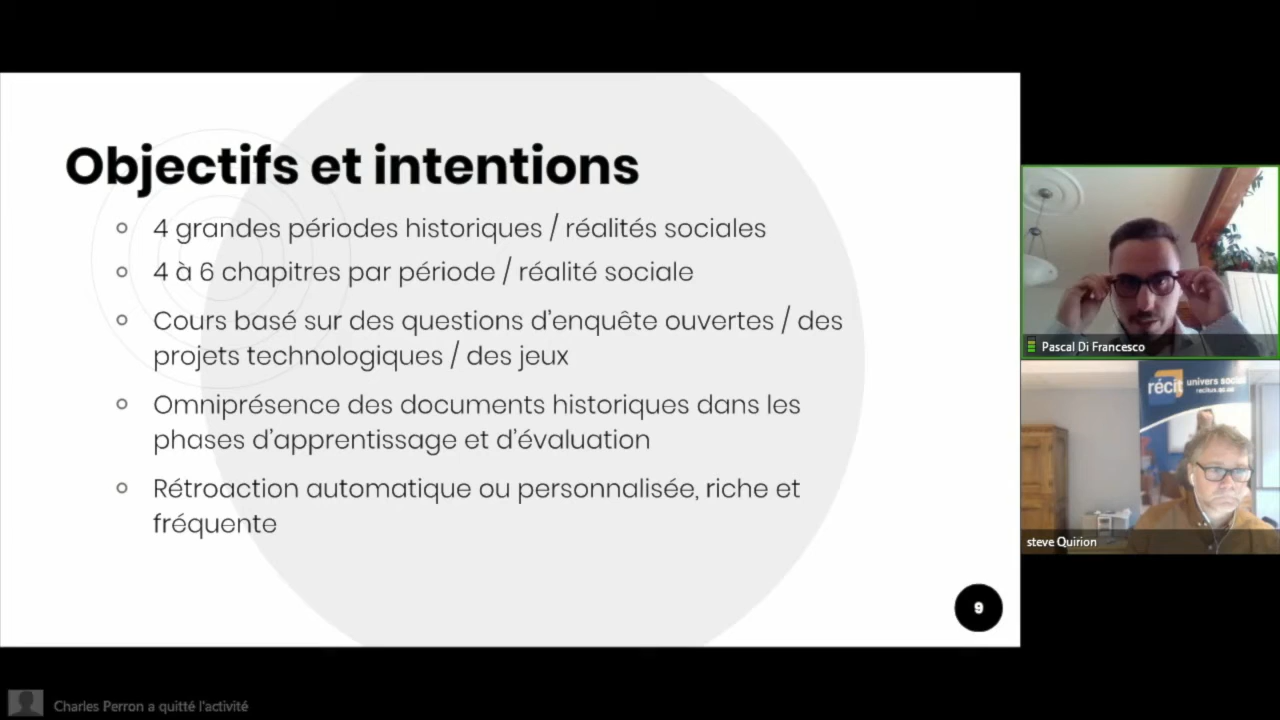 Objectifs et intentions
4 grandes périodes historiques / réalités sociales
4 à 6 chapitres par période / réalité sociale
Cours basé sur des questions d'enquête ouvertes / des
projets technologiques / des jeux
Omniprésence des documents historiques dans les
phases d'apprentissage et d'évaluation
Rétroaction automatique ou personnalisée, riche et
fréquente
9
Pascal Di Francesco
récit univers social
recitus.qc.ca
steve Quirion
Charles Perron a quitté l'activité